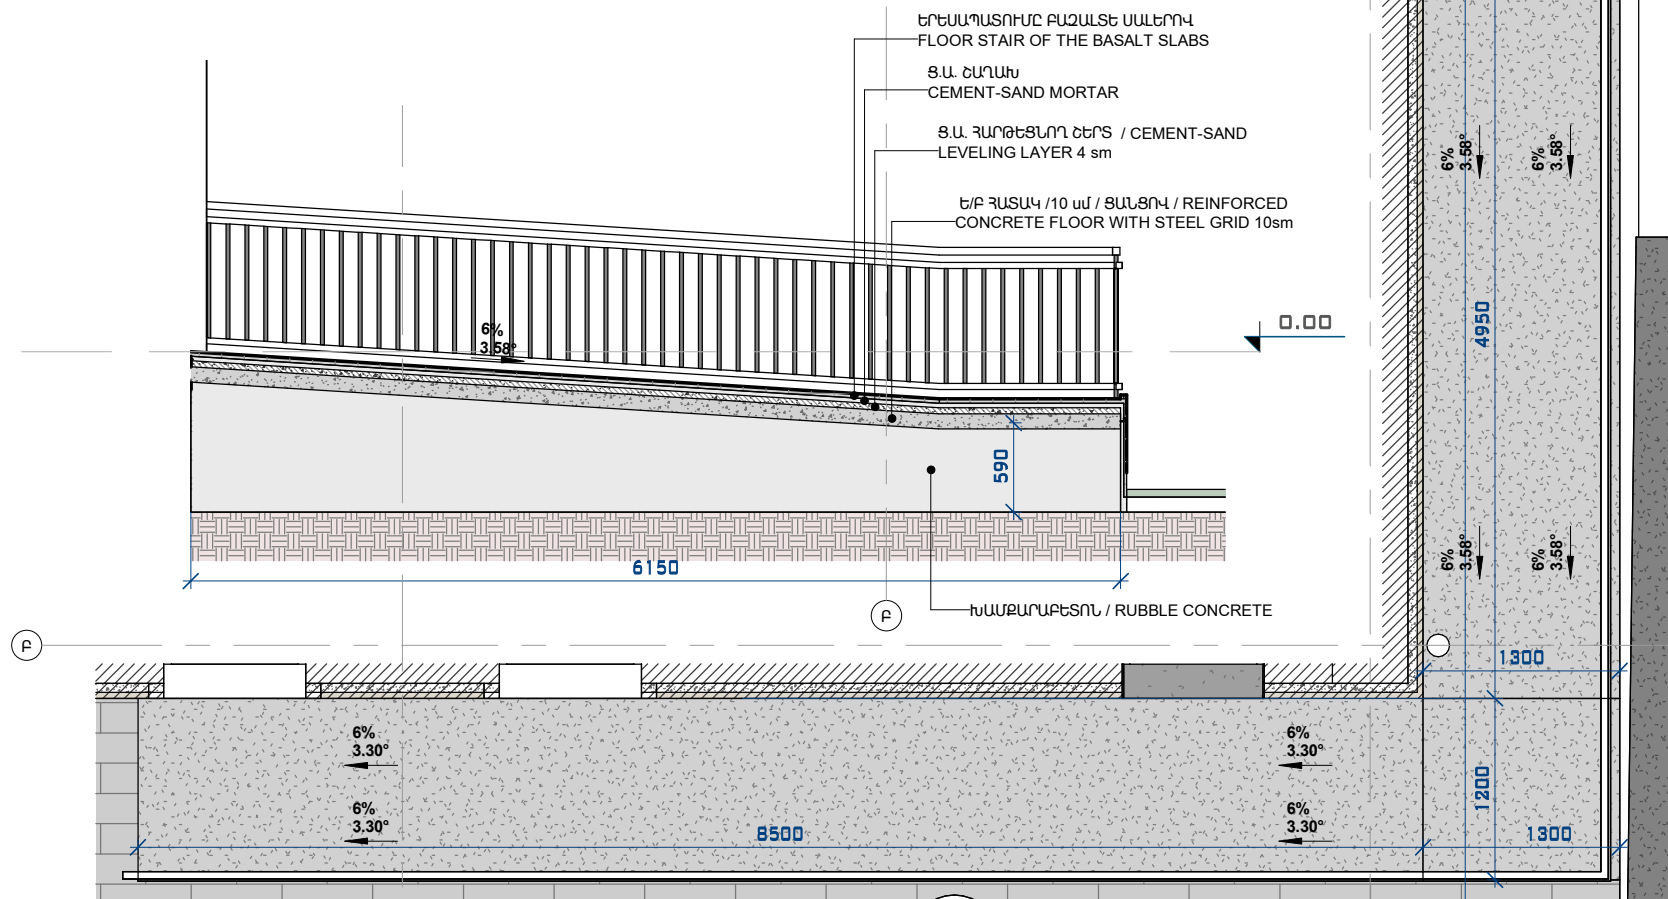 ԵՐԵՍԱՊԱՏՈՒՄԸ ԲԱԶԱԼՏԵ ՍԱԼԵՐՈՎ
FLOOR STAIR OF THE BASALT SLABS
Ց.Ա. ՇԱՂԱԽ
CEMENT-SAND MORTAR
Ց.Ա. ՀԱՐԹԵՑՆՈՂ ՇԵՐՏ / CEMENT-SAND
LEVELING LAYER 4 sm
Ե/Բ ՀԱՏԱԿ /10 սմ / ՑԱՆՑՈՎ / REINFORCED
CONCRETE FLOOR WITH STEEL GRID 10sm
0.00
6%
3.58°
6%
3.58°
6%
3.58°
4950
590
6150
6%
3.58°
6%
3.58°
ԽԱՄՔԱՐԱԲԵՏՈՆ / RUBBLE CONCRETE
Բ
Բ
1300
6%
3.30°
6%
3.30°
6%
3.30°
6%
3.30°
8500
1200
1300